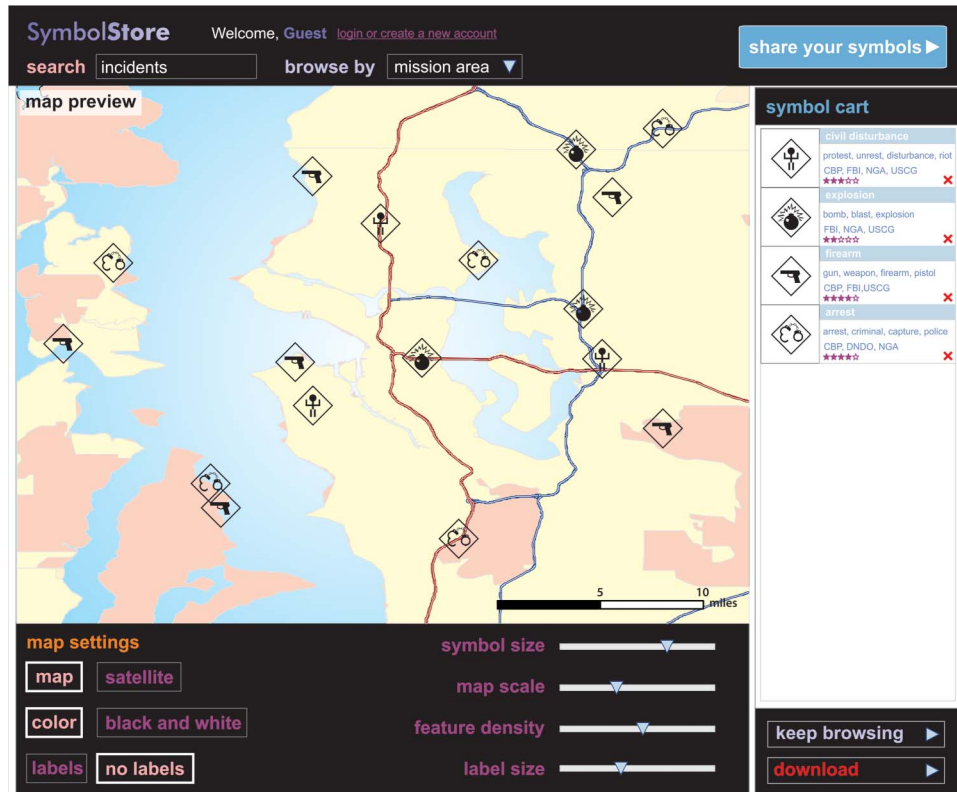 SymbolStore
Welcome, Guest login or create a new account
share your symbols
search incidents browse by mission area
map preview
symbol cart
civil disturbance
protest, unrest, disturbance, riot
CBP, FBI, NGA, USCG
explosion
bomb, blast, explosion
FBI, NGA, USCG
firearm
gun, weapon, firearm, pistol
CBP, FBI,USCG
arrest
arrest, criminal, capture, police
CBP, DNDO, NGA
5 10
miles
map settings
map satellite
color black and white
labels no labels
symbol size
map scale
feature density
label size
keep browsing
download